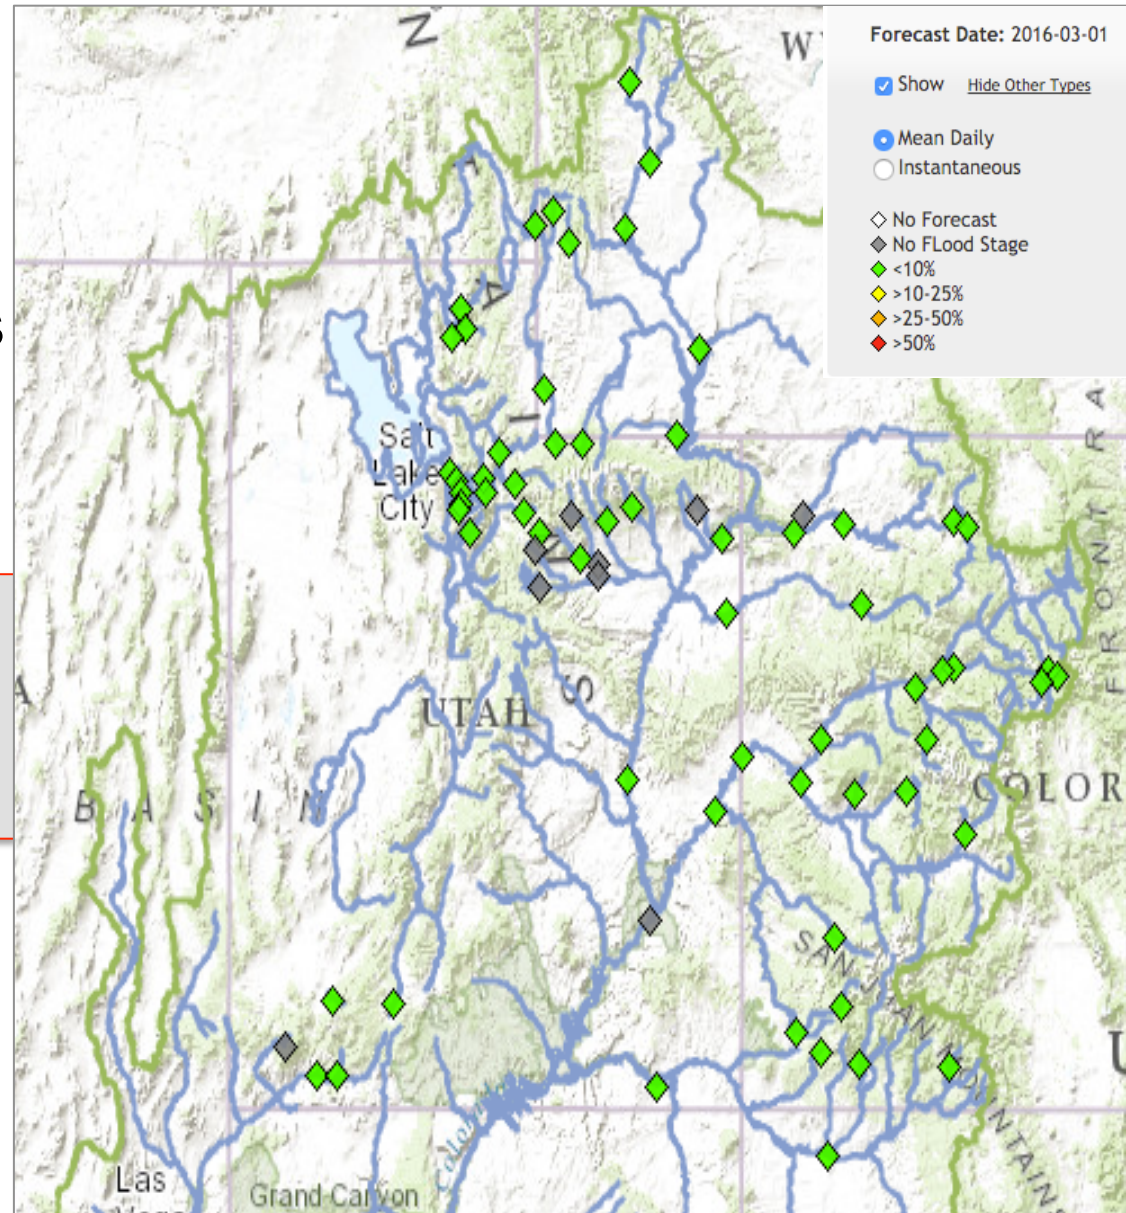 Forecast Date: 2016-03-01
Show Hide Other Types
Mean Daily
Instantaneous
No Forecast
No FLood Stage
<10%
>10-25%
>25-50%
>50%
Salt
Lake
City
UTAH
BASIN
COLOR
FRONT RA
SAN JUAN MOUNTAINS
Colorado
Las
Grand Canyon